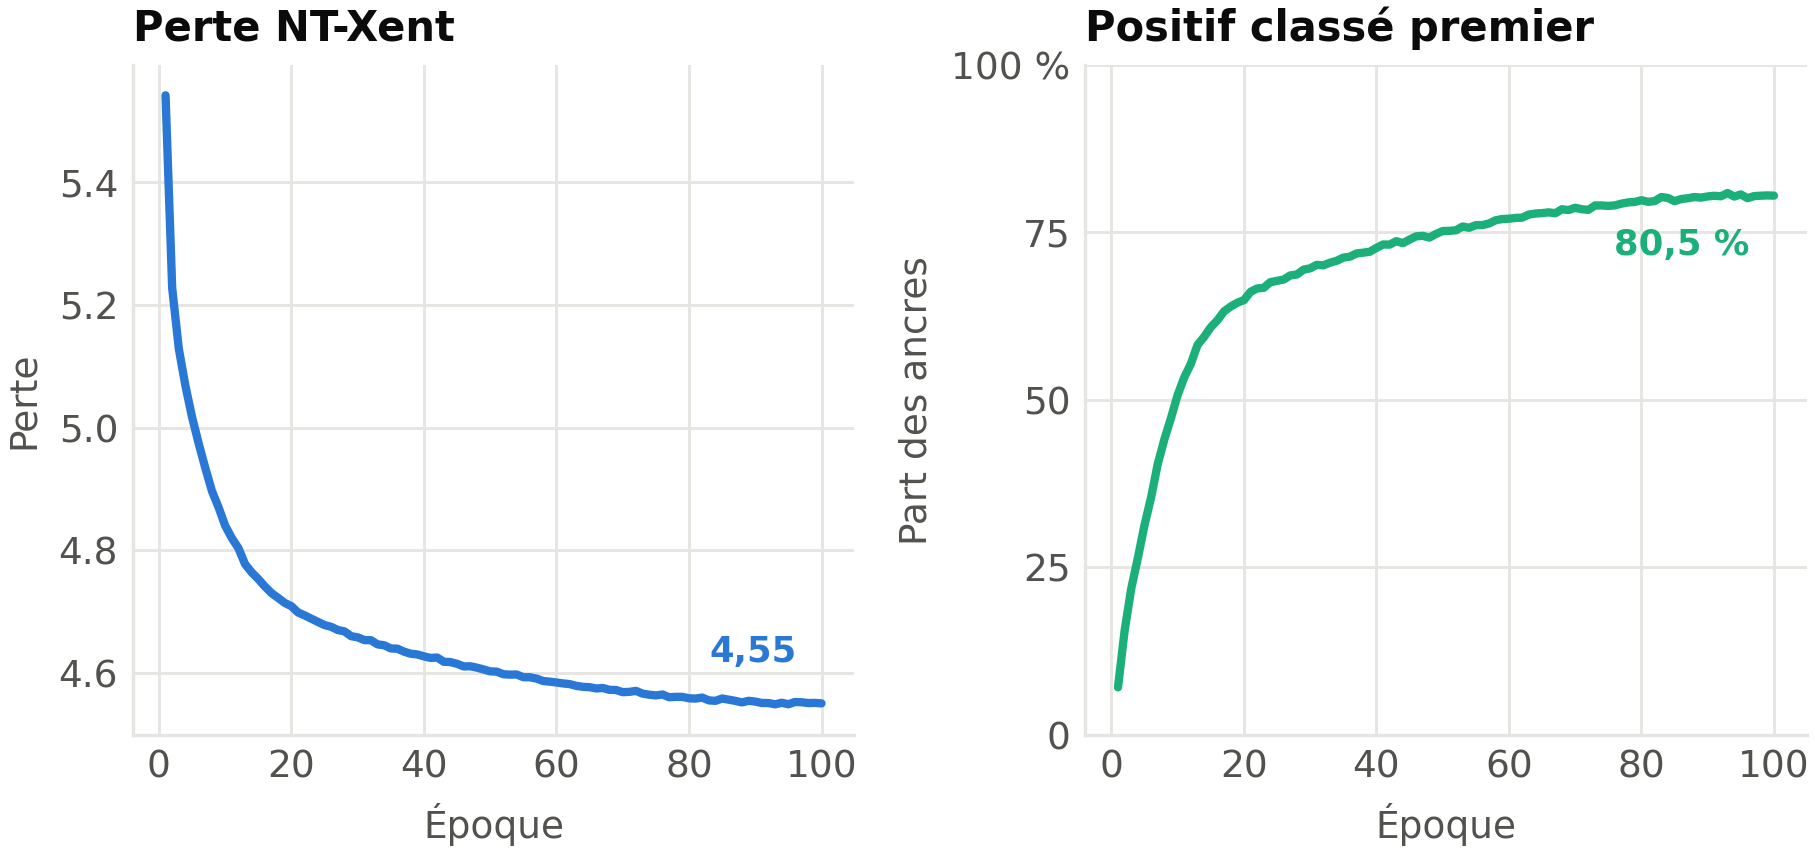 Perte NT-Xent
Perte
5.4
5.2
5.0
4.8
4.6
4,55
0 20 40 60 80 100
Époque
Positif classé premier
Part des ancres
100 %
75
50
25
0
80,5 %
0 20 40 60 80 100
Époque